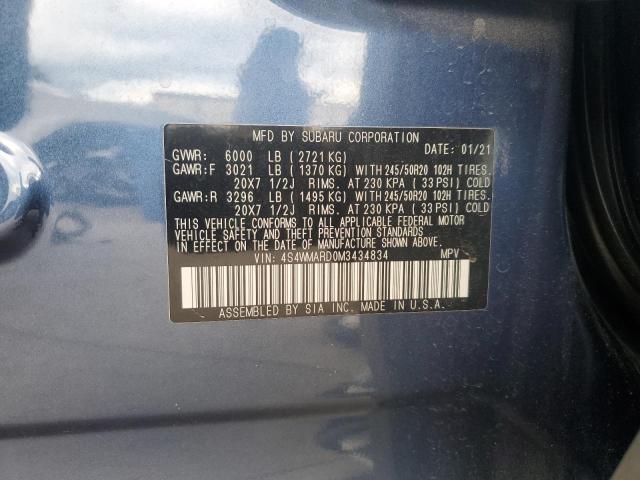 MFD BY SUBARU CORPORATION DATE: 01/21
GVWR: 6000 LB (2721KG)
GAWR:F 3021 LB (1370 KG) WITH 245/50R20 102H TIRES.
20X7 1/2J RIMS. AT 230 KPA (33 PSI) COLD
GAWR:R 3296 LB (1495 KG) WITH 245/50R20 102H TIRES.
20X7 1/2J RIMS. AT 230 KPA (33 PSI) COLD
THIS VEHICLE CONFORMS TO ALL APPLICABLE FEDERAL MOTOR
VEHICLE SAFETY AND THEFT PREVENTION STANDARDS
IN EFFECT ON THE DATE OF MANUFACTURE SHOWN ABOVE.
VIN: 4S4WMARD0M3434834 MPV
ASSEMBLED BY SIA INC. MADE IN U.S.A.